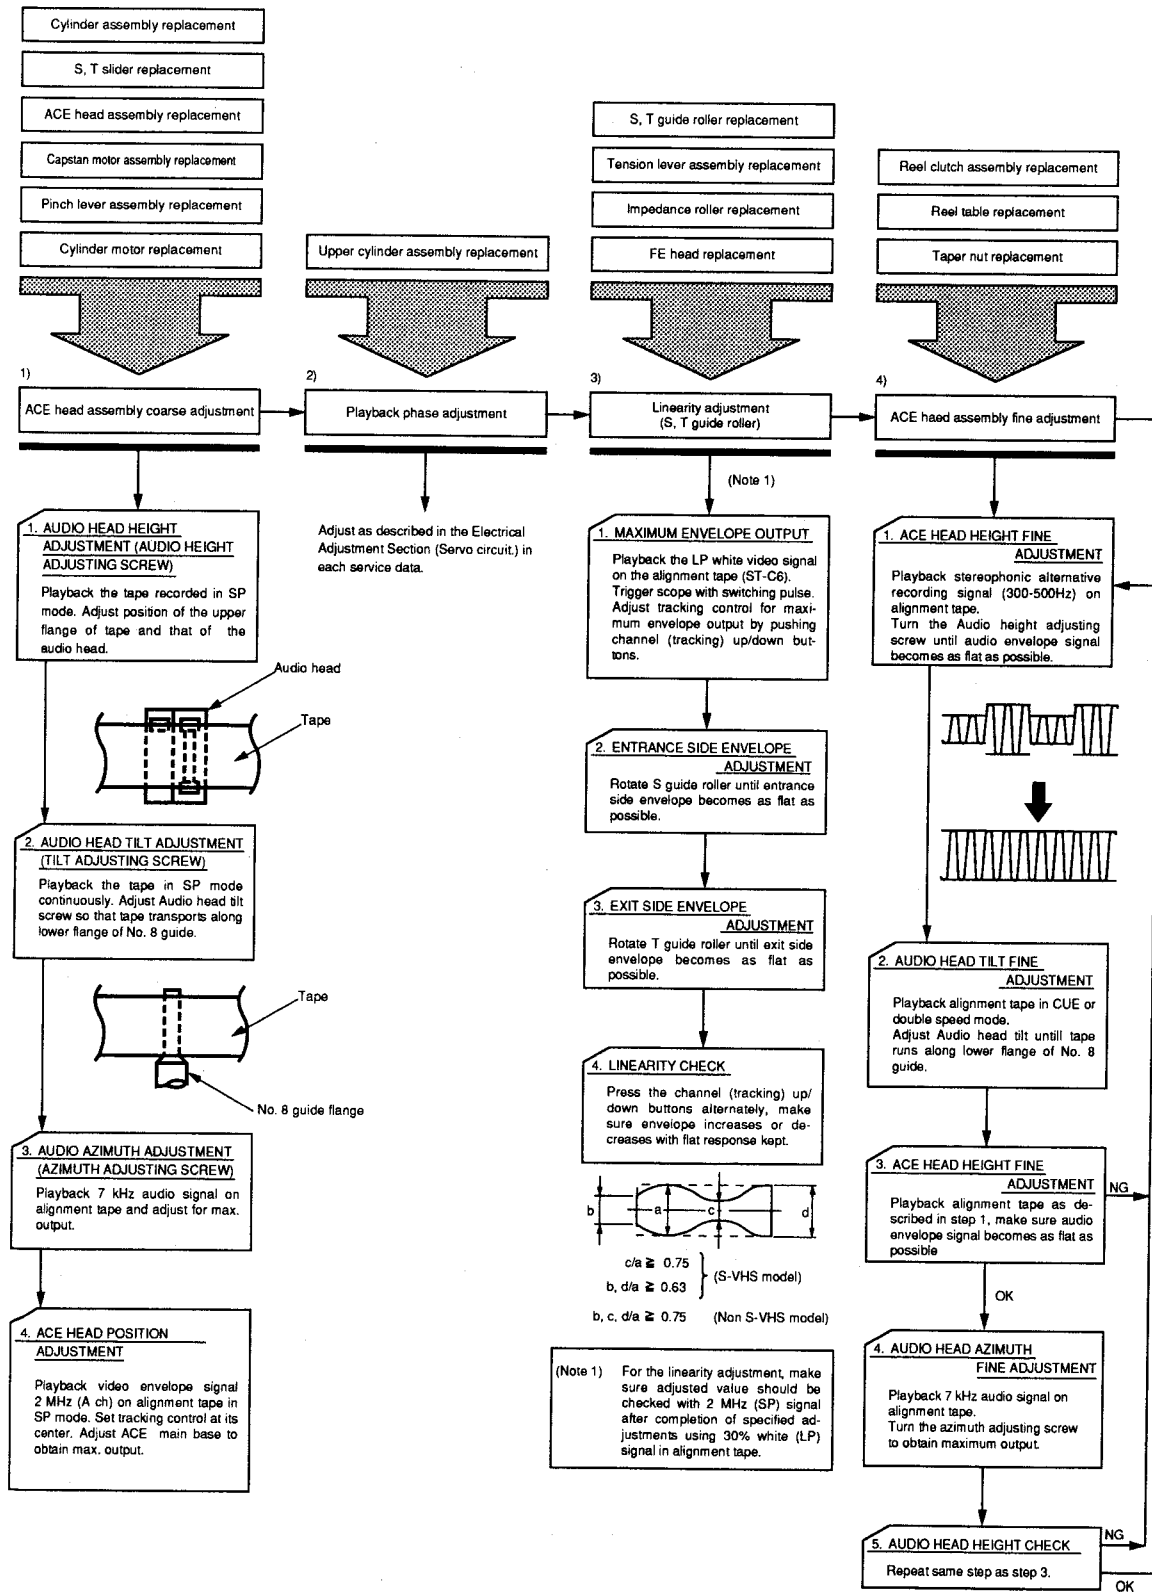 Cylinder assembly replacement
S, T slider replacement
ACE head assembly replacement
Capstan motor assembly replacement
Pinch lever assembly replacement
Cylinder motor replacement
1)
ACE head assembly coarse adjustment
1. AUDIO HEAD HEIGHT
ADJUSTMENT (AUDIO HEIGHT
ADJUSTING SCREW)
Playback the tape recorded in SP
mode. Adjust position of the upper
flange of tape and that of the
audio head.
Audio head
Tape
2. AUDIO HEAD TILT ADJUSTMENT
(TILT ADJUSTING SCREW)
Playback the tape in SP mode
continuously. Adjust Audio head tilt
screw so that tape transports along
lower flange of No. 8 guide.
Tape
No. 8 guide flange
3. AUDIO AZIMUTH ADJUSTMENT
(AZIMUTH ADJUSTING SCREW)
Playback 7 kHz audio signal on
alignment tape and adjust for max.
output.
4. ACE HEAD POSITION
ADJUSTMENT
Playback video envelope signal
2 MHz (A ch) on alignment tape in
SP mode. Set tracking control at its
center. Adjust ACE main base to
obtain max. output.
Upper cylinder assembly replacement
2)
Playback phase adjustment
Adjust as described in the Electrical
Adjustment Section (Servo circuit.) in
each service data.
S, T guide roller replacement
Tension lever assembly replacement
Impedance roller replacement
FE head replacement
3)
Linearity adjustment
(S, T guide roller)
(Note 1)
1. MAXIMUM ENVELOPE OUTPUT
Playback the LP white video signal
on the alignment tape (ST-C6).
Trigger scope with switching pulse.
Adjust tracking control for maxi-
mum envelope output by pushing
channel (tracking) up/down but-
tons.
2. ENTRANCE SIDE ENVELOPE
ADJUSTMENT
Rotate S guide roller until entrance
side envelope becomes as flat as
possible.
3. EXIT SIDE ENVELOPE
ADJUSTMENT
Rotate T guide roller until exit side
envelope becomes as flat as
possible.
4. LINEARITY CHECK
Press the channel (tracking) up/
down buttons alternately, make
sure envelope increases or de-
creases with flat response kept.
b a c d
c/a ≧ 0.75
b, d/a ≧ 0.63
(S-VHS model)
b, c, d/a ≧ 0.75 (Non S-VHS model)
(Note 1) For the linearity adjustment, make
sure adjusted value should be
checked with 2 MHz (SP) signal
after completion of specified ad-
justments using 30% white (LP)
signal in alignment tape.
Reel clutch assembly replacement
Reel table replacement
Taper nut replacement
4)
ACE haed assembly fine adjustment
1. ACE HEAD HEIGHT FINE
ADJUSTMENT
Playback stereophonic alternative
recording signal (300-500Hz) on
alignment tape.
Turn the Audio height adjusting
screw until audio envelope signal
becomes as flat as possible.
2. AUDIO HEAD TILT FINE
ADJUSTMENT
Playback alignment tape in CUE or
double speed mode.
Adjust Audio head tilt untill tape
runs along lower flange of No. 8
guide.
3. ACE HEAD HEIGHT FINE
ADJUSTMENT
NG
Playback alignment tape as de-
scribed in step 1, make sure audio
envelope signal becomes as flat as
possible
OK
4. AUDIO HEAD AZIMUTH
FINE ADJUSTMENT
Playback 7 kHz audio signal on
alignment tape.
Turn the azimuth adjusting screw
to obtain maximum output.
5. AUDIO HEAD HEIGHT CHECK
NG
Repeat same step as step 3.
OK